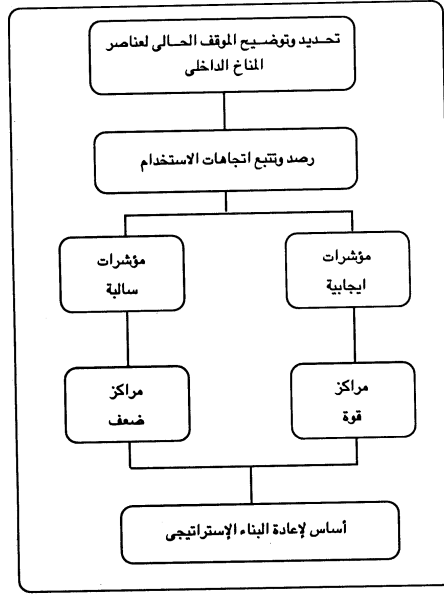 تحديد وتوضيح الموقف الحالى لعناصر
المناخ الداخلى
رصد وتتبع اتجاهات الاستخدام
مؤشرات
ايجابية
مؤشرات
سالبة
مراكز
قوة
مراكز
ضعف
أساس لإعادة البناء الإستراتيجى